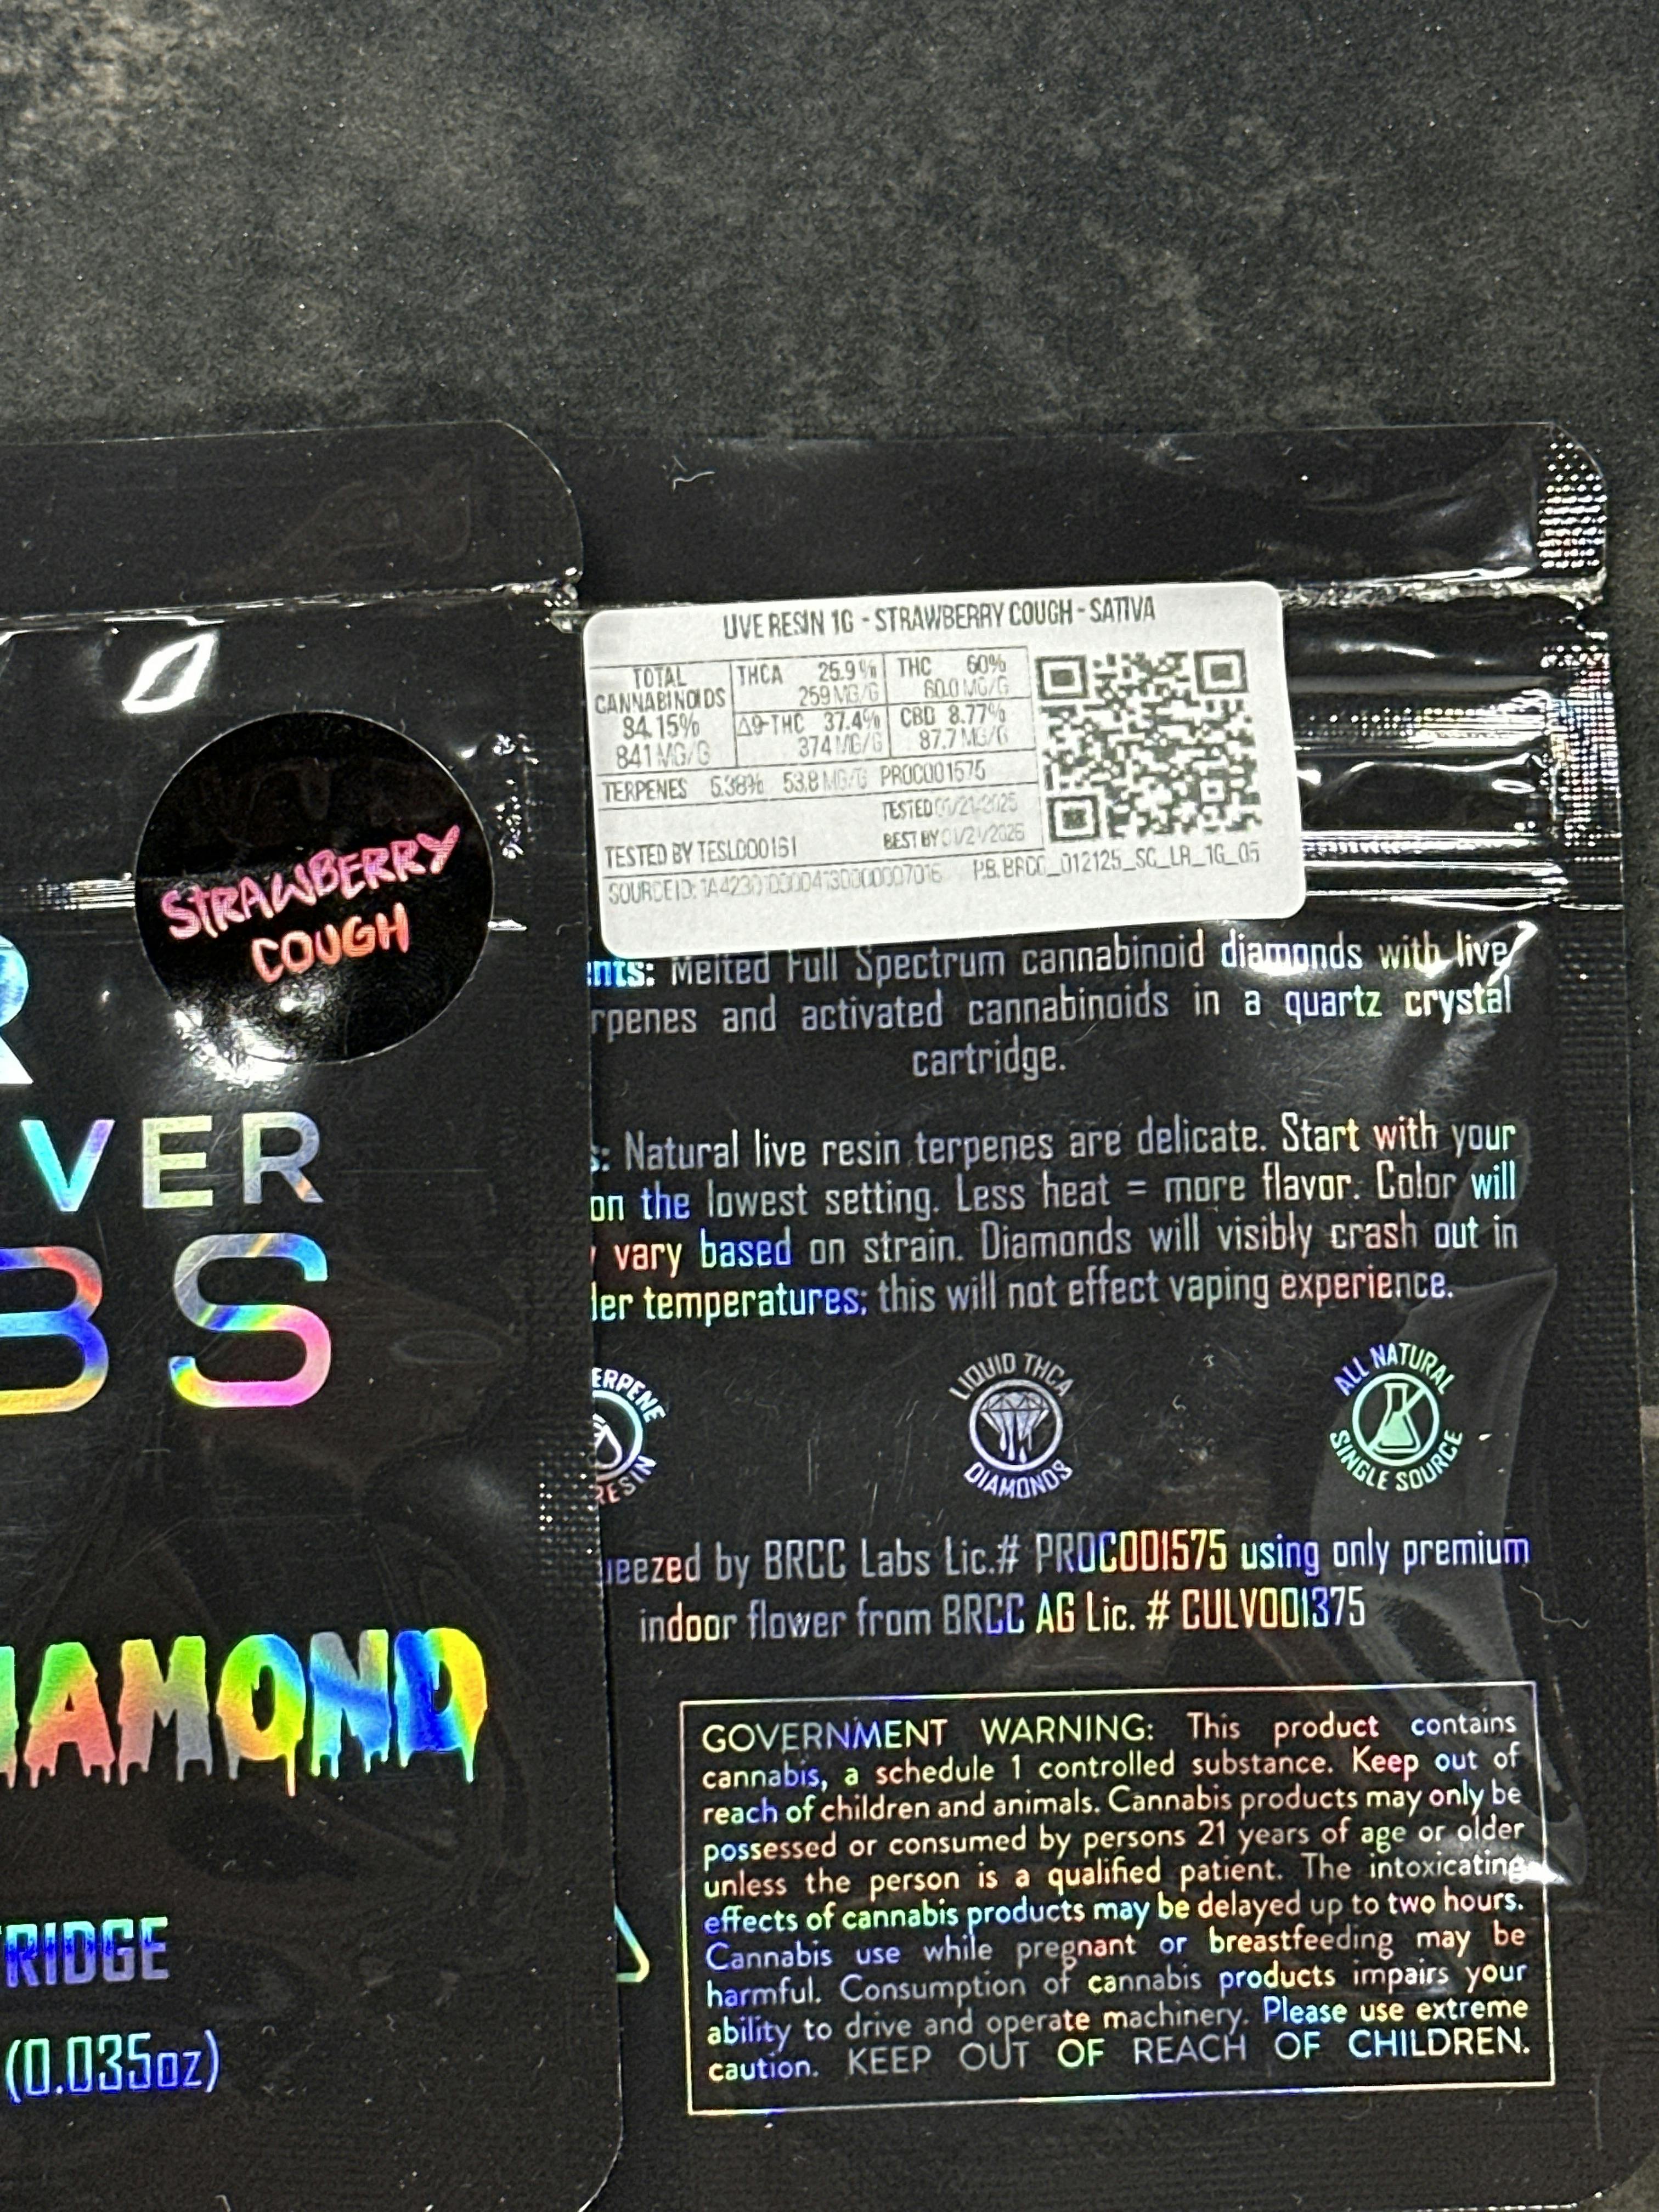 STRAWBERRY
COUGH
R
VER
BS
IAMOND
RIDGE
(0.035oz)
LIVE RESIN 1G - STRAWBERRY COUGH - SATIVA
TOTAL
CANNABINOIDS
84.15%
841 MG/G
THCA 25.9%
259 MG/G
THC 60%
60.0 MG/G
Δ9-THC 37.4%
374 MG/G
CBD 8.77%
87.7 MG/G
TERPENES 5.38% 53.8 MG/G PROC001575
TESTED 01/21/2025
BEST BY 01/21/2026
TESTED BY TESL000161
P.B. BRCC_012125_SC_LR_1G_05
SOURCE ID:
nts: Melted Full Spectrum cannabinoid diamonds with live
rpenes and activated cannabinoids in a quartz crystal
cartridge.
s: Natural live resin terpenes are delicate. Start with your
on the lowest setting. Less heat = more flavor. Color will
vary based on strain. Diamonds will visibly crash out in
ler temperatures; this will not effect vaping experience.
ERPENE
RESIN
LIQUID THCA
DIAMONDS
ALL NATURAL
SINGLE SOURCE
eezed by BRCC Labs Lic.# PROC001575 using only premium
indoor flower from BRCC AG Lic. # CULV001375
GOVERNMENT WARNING: This product contains
cannabis, a schedule 1 controlled substance. Keep out of
reach of children and animals. Cannabis products may only be
possessed or consumed by persons 21 years of age or older
unless the person is a qualified patient. The intoxicating
effects of cannabis products may be delayed up to two hours.
Cannabis use while pregnant or breastfeeding may be
harmful. Consumption of cannabis products impairs your
ability to drive and operate machinery. Please use extreme
caution. KEEP OUT OF REACH OF CHILDREN.